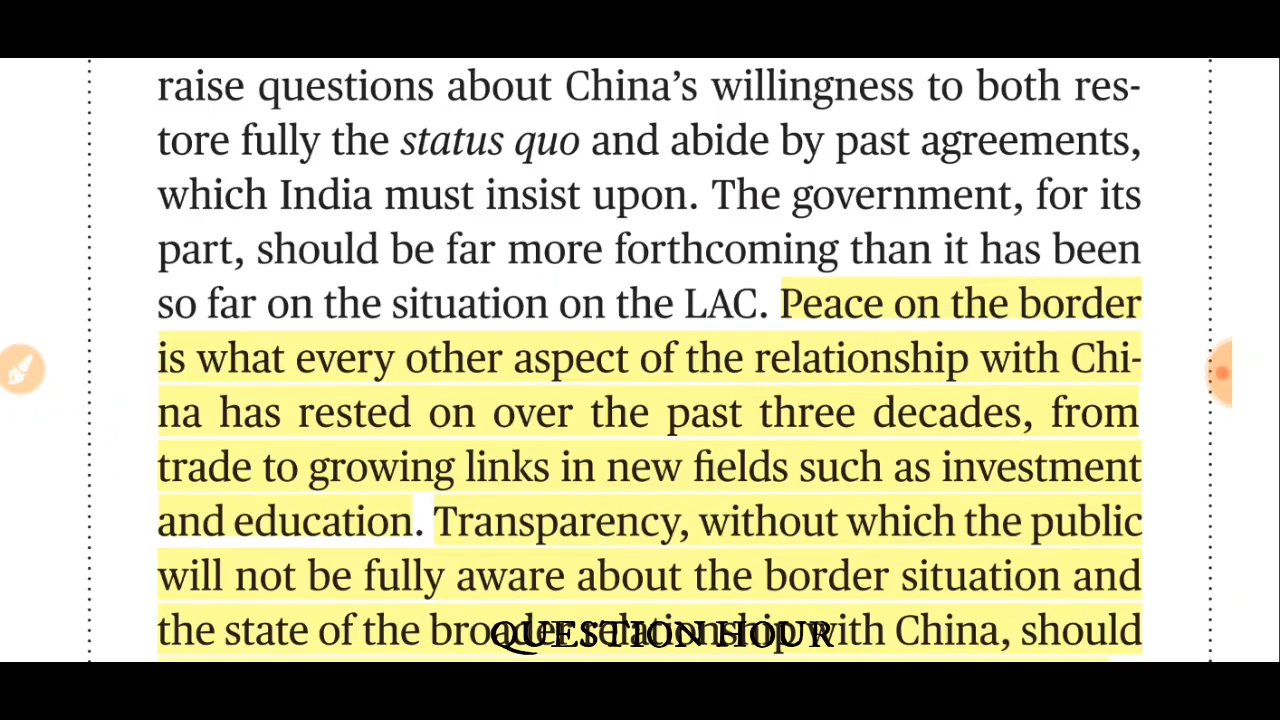 raise questions about China’s willingness to both res-
tore fully the status quo and abide by past agreements,
which India must insist upon. The government, for its
part, should be far more forthcoming than it has been
so far on the situation on the LAC. Peace on the border
is what every other aspect of the relationship with Chi-
na has rested on over the past three decades, from
trade to growing links in new fields such as investment
and education. Transparency, without which the public
will not be fully aware about the border situation and
the state of the broader relationship with China, should
QUESTION HOUR